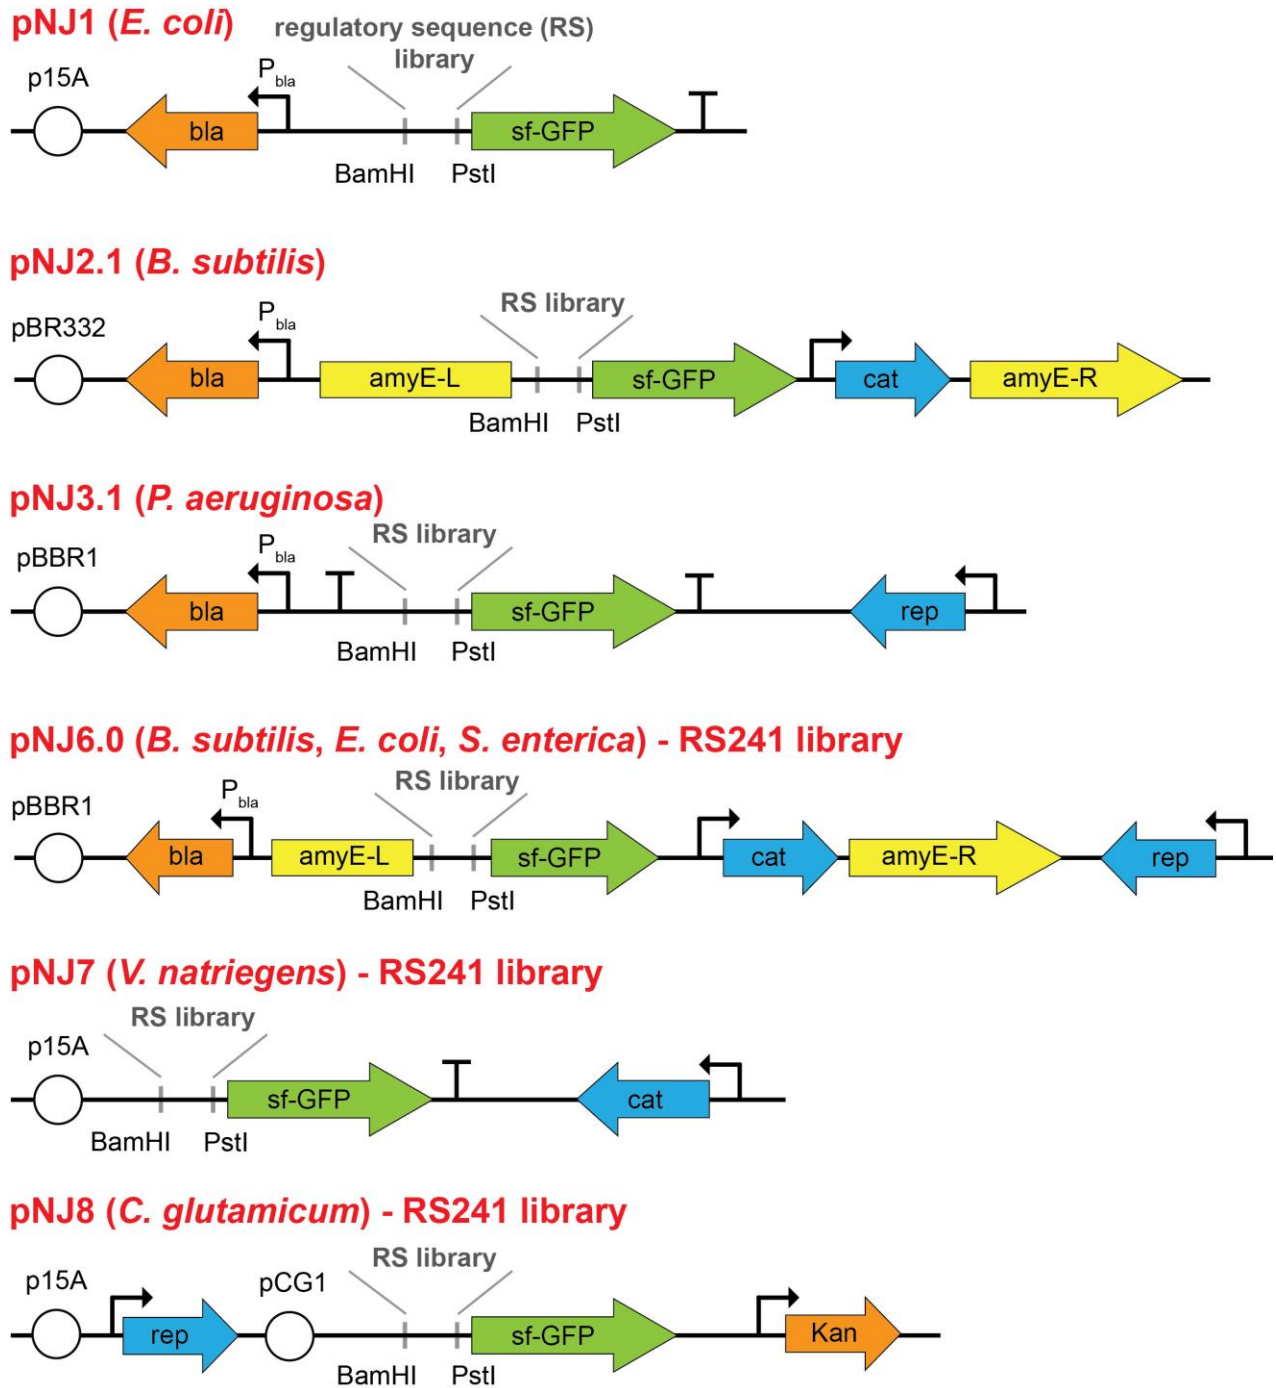 pNJ1 (E. coli)
regulatory sequence (RS)
library
p15A
Pbla
bla
sf-GFP
BamHI
PstI
pNJ2.1 (B. subtilis)
RS library
pBR332
Pbla
bla
amyE-L
sf-GFP
cat
amyE-R
BamHI
PstI
pNJ3.1 (P. aeruginosa)
RS library
pBBR1
Pbla
bla
sf-GFP
rep
BamHI
PstI
pNJ6.0 (B. subtilis, E. coli, S. enterica) - RS241 library
RS library
pBBR1
Pbla
bla
amyE-L
sf-GFP
cat
amyE-R
rep
BamHI
PstI
pNJ7 (V. natriegens) - RS241 library
RS library
p15A
sf-GFP
cat
BamHI
PstI
pNJ8 (C. glutamicum) - RS241 library
RS library
p15A
pCG1
rep
sf-GFP
Kan
BamHI
PstI